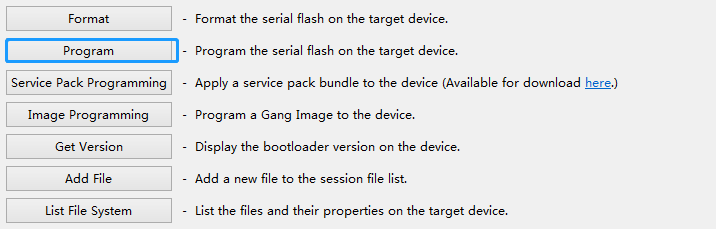 Format - Format the serial flash on the target device.
Program - Program the serial flash on the target device.
Service Pack Programming - Apply a service pack bundle to the device (Available for download here.)
Image Programming - Program a Gang Image to the device.
Get Version - Display the bootloader version on the device.
Add File - Add a new file to the session file list.
List File System - List the files and their properties on the target device.